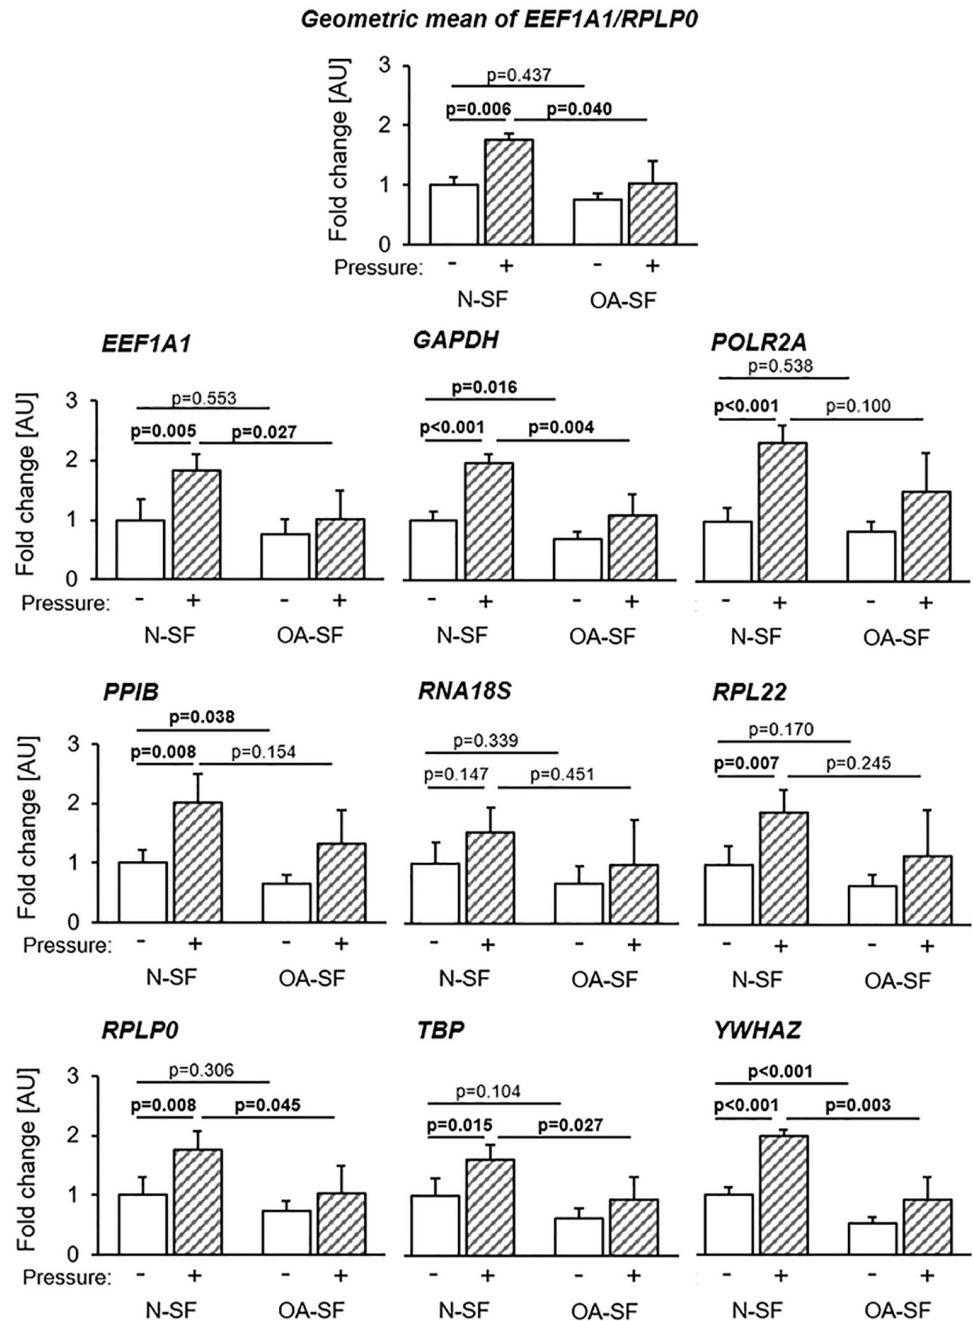 Geometric mean of EEF1A1/RPLP0
Fold change [AU]
3
2
1
0
p=0.437
p=0.006
p=0.040
Pressure: - + - +
N-SF OA-SF
EEF1A1 GAPDH POLR2A
Fold change [AU]
3
2
1
0
p=0.553
p=0.005 p=0.027
p=0.016
p<0.001 p=0.004
p=0.538
p<0.001 p=0.100
Pressure: - + - + - + - + - + - +
N-SF OA-SF N-SF OA-SF N-SF OA-SF
PPIB RNA18S RPL22
Fold change [AU]
3
2
1
0
p=0.038
p=0.008 p=0.154
p=0.339
p=0.147 p=0.451
p=0.170
p=0.007 p=0.245
Pressure: - + - + - + - + - + - +
N-SF OA-SF N-SF OA-SF N-SF OA-SF
RPLP0 TBP YWHAZ
Fold change [AU]
3
2
1
0
p=0.306
p=0.008 p=0.045
p=0.104
p=0.015 p=0.027
p<0.001
p<0.001 p=0.003
Pressure: - + - + - + - + - + - +
N-SF OA-SF N-SF OA-SF N-SF OA-SF